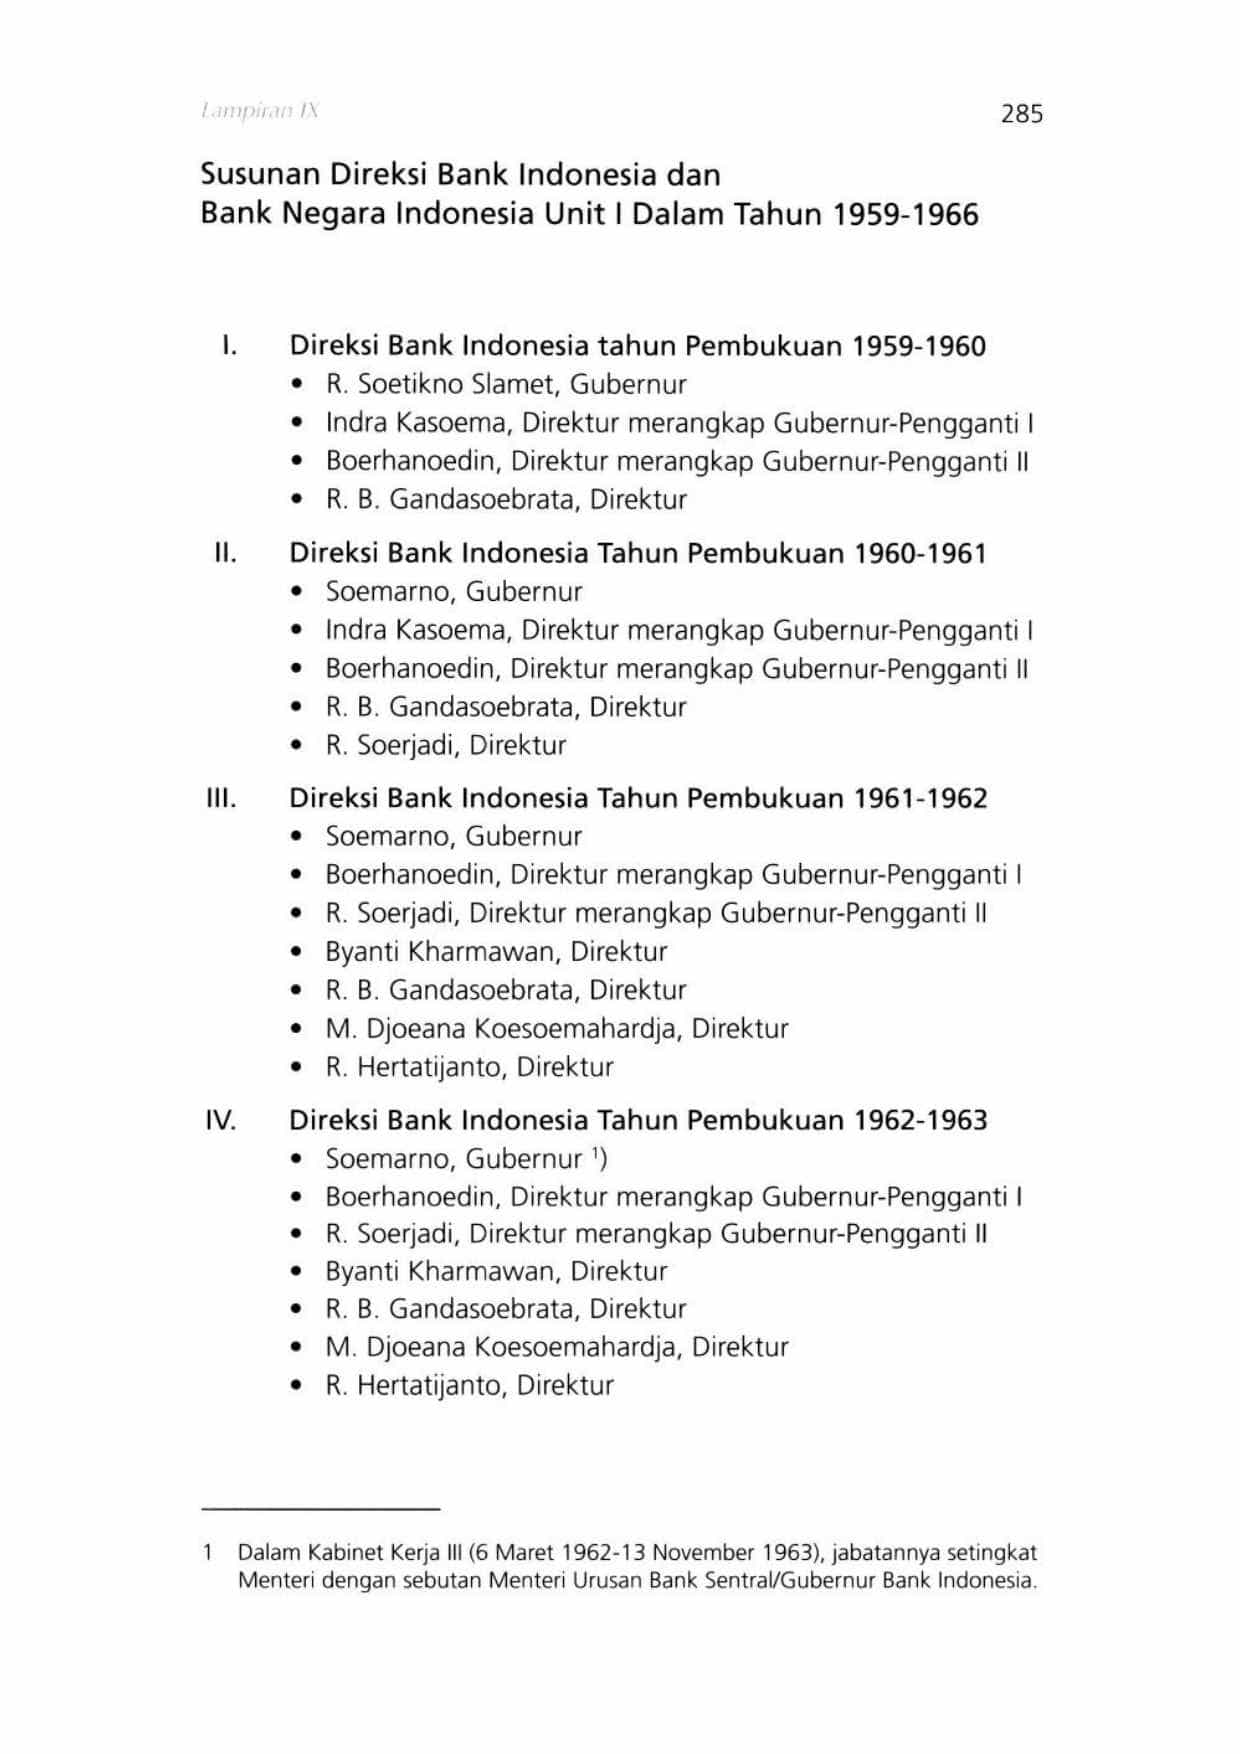 Lampiran IX
285
Susunan Direksi Bank Indonesia dan
Bank Negara Indonesia Unit I Dalam Tahun 1959-1966
I. Direksi Bank Indonesia tahun Pembukuan 1959-1960
• R. Soetikno Slamet, Gubernur
• Indra Kasoema, Direktur merangkap Gubernur-Pengganti I
• Boerhanoedin, Direktur merangkap Gubernur-Pengganti II
• R. B. Gandasoebrata, Direktur
II. Direksi Bank Indonesia Tahun Pembukuan 1960-1961
• Soemarno, Gubernur
• Indra Kasoema, Direktur merangkap Gubernur-Pengganti I
• Boerhanoedin, Direktur merangkap Gubernur-Pengganti II
• R. B. Gandasoebrata, Direktur
• R. Soerjadi, Direktur
III. Direksi Bank Indonesia Tahun Pembukuan 1961-1962
• Soemarno, Gubernur
• Boerhanoedin, Direktur merangkap Gubernur-Pengganti I
• R. Soerjadi, Direktur merangkap Gubernur-Pengganti II
• Byanti Kharmawan, Direktur
• R. B. Gandasoebrata, Direktur
• M. Djoeana Koesoemahardja, Direktur
• R. Hertatijanto, Direktur
IV. Direksi Bank Indonesia Tahun Pembukuan 1962-1963
• Soemarno, Gubernur ¹)
• Boerhanoedin, Direktur merangkap Gubernur-Pengganti I
• R. Soerjadi, Direktur merangkap Gubernur-Pengganti II
• Byanti Kharmawan, Direktur
• R. B. Gandasoebrata, Direktur
• M. Djoeana Koesoemahardja, Direktur
• R. Hertatijanto, Direktur
1 Dalam Kabinet Kerja III (6 Maret 1962-13 November 1963), jabatannya setingkat
Menteri dengan sebutan Menteri Urusan Bank Sentral/Gubernur Bank Indonesia.